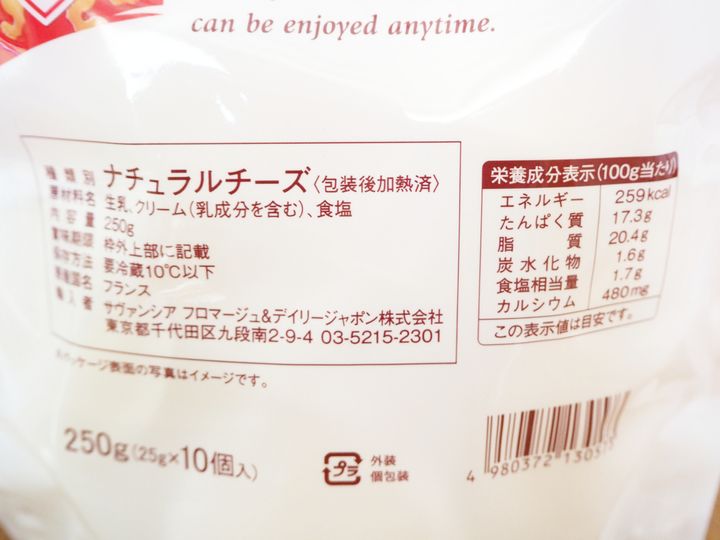 can be enjoyed anytime.
種類別 ナチュラルチーズ〈包装後加熱済〉
原材料名 生乳、クリーム(乳成分を含む)、食塩
内容量 250g
賞味期限 枠外上部に記載
保存方法 要冷蔵10℃以下
原産国名 フランス
輸入者 サヴァンシア フロマージュ&デイリージャポン株式会社
東京都千代田区九段南2-9-4 03-5215-2301
※パッケージ表面の写真はイメージです。
250g(25g×10個入)
プラ
外装
個包装
栄養成分表示(100g当たり)
エネルギー 259kcal
たんぱく質 17.3g
脂質 20.4g
炭水化物 1.6g
食塩相当量 1.7g
カルシウム 480mg
この表示値は目安です。
4 980372 13051